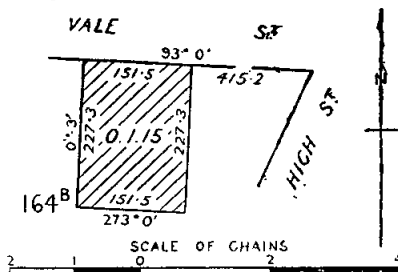 VALE ST
93° 0'
151·5
415·2
HIGH ST
N
0° 3'
227·3
0.1.15
227·3
164B
151·5
273° 0'
SCALE OF CHAINS
2 1 0 2 4